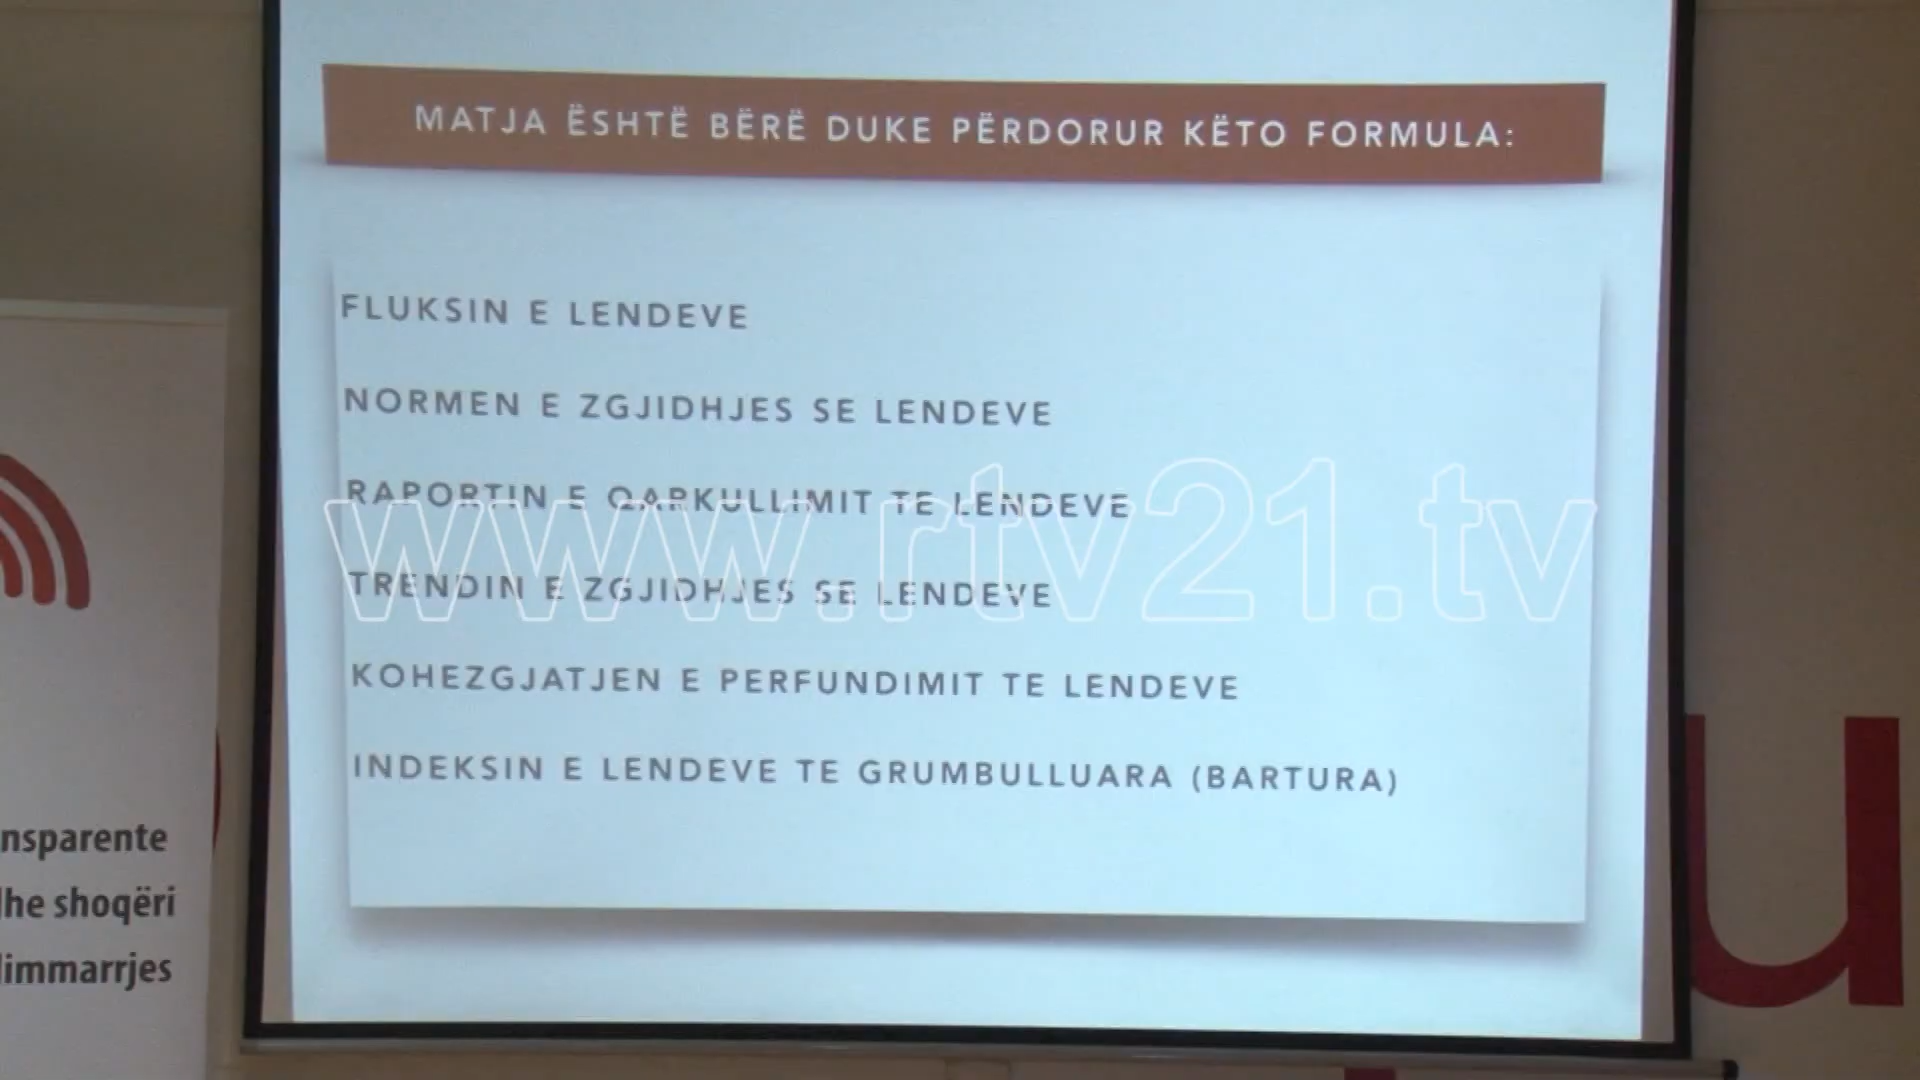 MATJA ËSHTË BËRË DUKE PËRDORUR KËTO FORMULA:
FLUKSIN E LENDEVE
NORMEN E ZGJIDHJES SE LENDEVE
RAPORTIN E QARKULLIMIT TE LENDEVE
TRENDIN E ZGJIDHJES SE LENDEVE
KOHEZGJATJEN E PERFUNDIMIT TE LENDEVE
INDEKSIN E LENDEVE TE GRUMBULLUARA (BARTURA)
www.rtv21.tv
nsparente
dhe shoqëri
limmarrjes
u